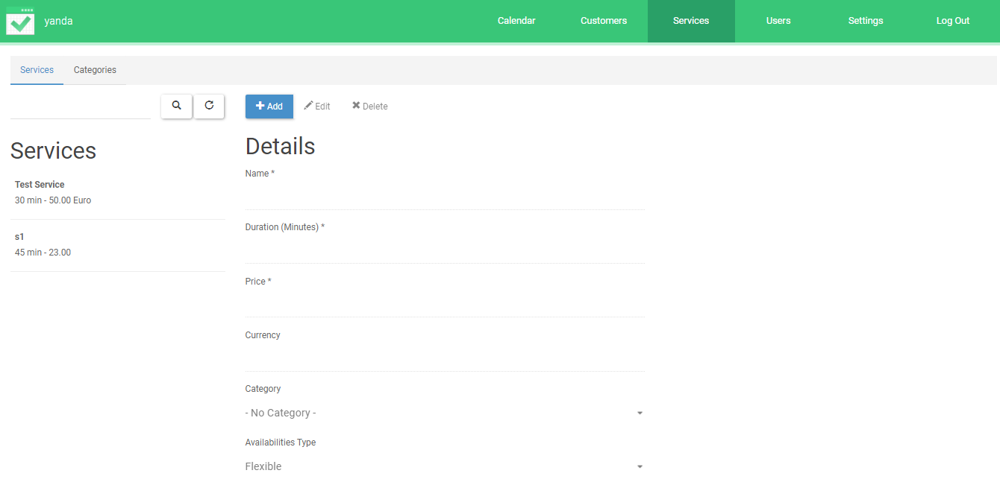 yanda
Calendar
Customers
Services
Users
Settings
Log Out
Services
Categories
Add
Edit
Delete
Services
Test Service
30 min - 50.00 Euro
s1
45 min - 23.00
Details
Name *
Duration (Minutes) *
Price *
Currency
Category
- No Category -
Availabilities Type
Flexible